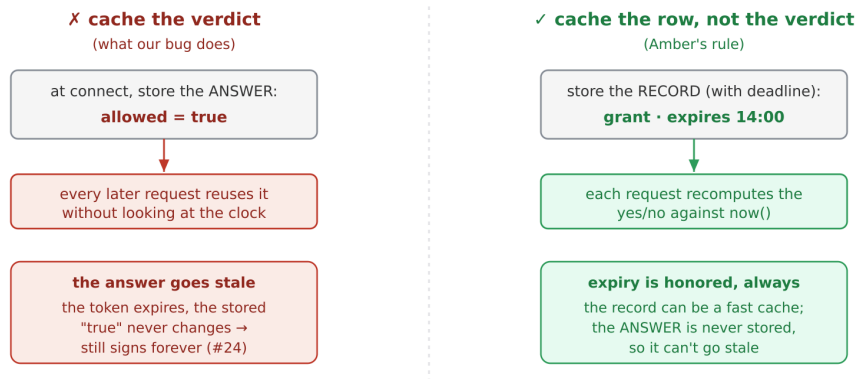 ✗ cache the verdict
(what our bug does)
at connect, store the ANSWER:
allowed = true
every later request reuses it
without looking at the clock
the answer goes stale
the token expires, the stored
"true" never changes →
still signs forever (#24)
✓ cache the row, not the verdict
(Amber's rule)
store the RECORD (with deadline):
grant · expires 14:00
each request recomputes the
yes/no against now()
expiry is honored, always
the record can be a fast cache;
the ANSWER is never stored,
so it can't go stale